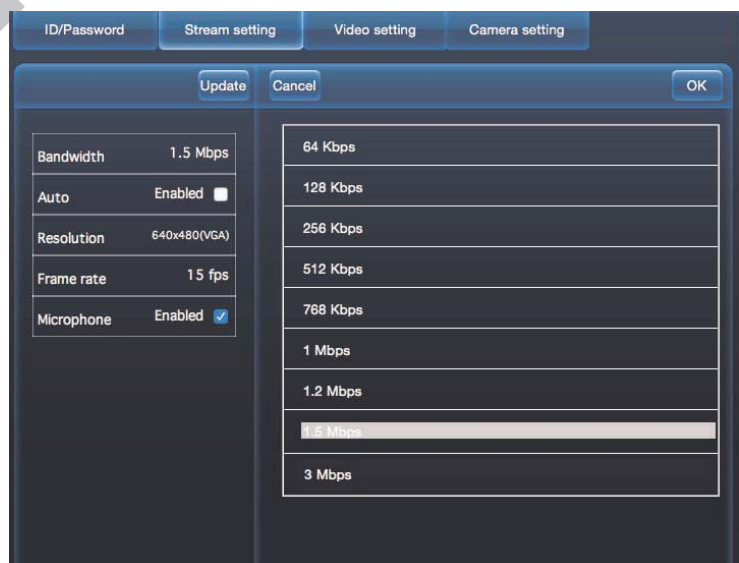 ID/Password Stream setting Video setting Camera setting
Update Cancel OK
Bandwidth 1.5 Mbps
Auto Enabled
Resolution 640x480(VGA)
Frame rate 15 fps
Microphone Enabled
64 Kbps
128 Kbps
256 Kbps
512 Kbps
768 Kbps
1 Mbps
1.2 Mbps
1.5 Mbps
3 Mbps